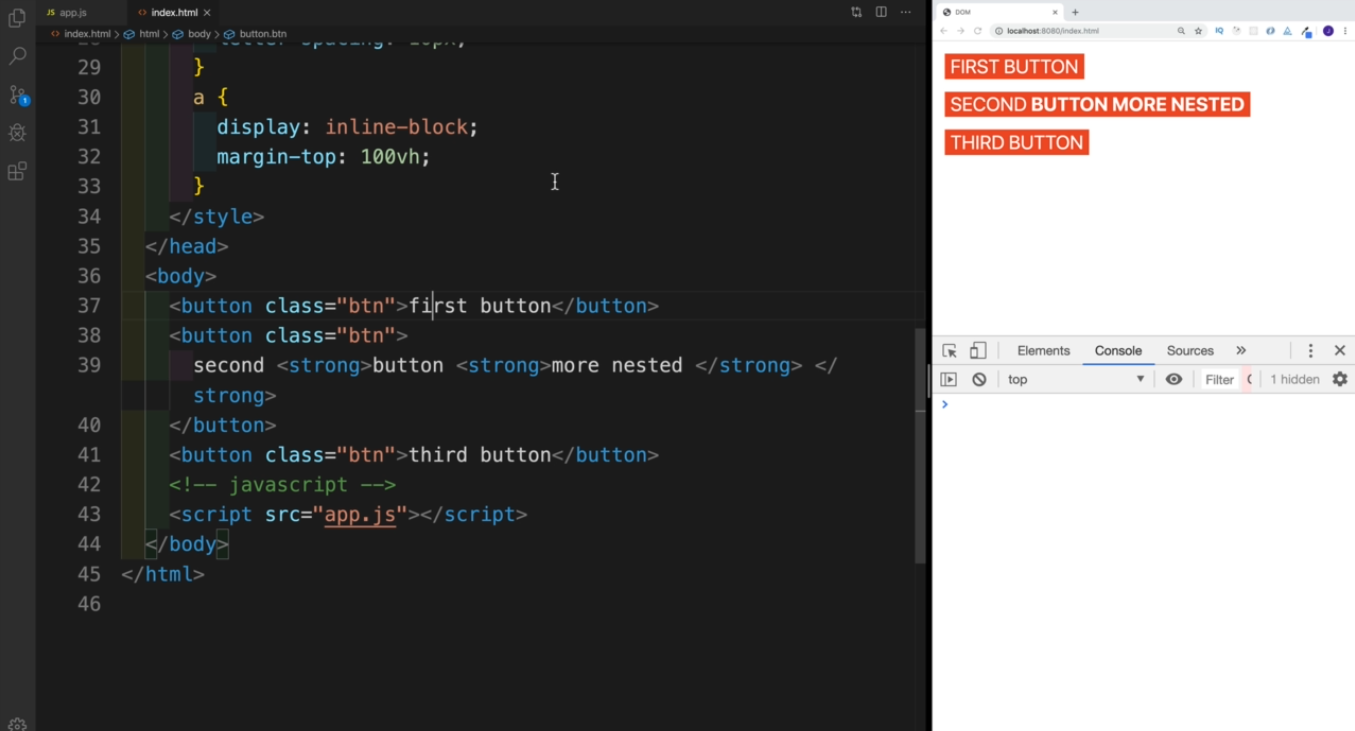 app.js
index.html
index.html > html > body > button.btn
29 }
30 a {
31 display: inline-block;
32 margin-top: 100vh;
33 }
34 </style>
35 </head>
36 <body>
37 <button class="btn">first button</button>
38 <button class="btn">
39 second <strong>button <strong>more nested </strong> </
strong>
40 </button>
41 <button class="btn">third button</button>
42 <!-- javascript -->
43 <script src="app.js"></script>
44 </body>
45 </html>
46
DOM
localhost:8080/index.html
FIRST BUTTON
SECOND BUTTON MORE NESTED
THIRD BUTTON
Elements Console Sources »
top Filter 1 hidden